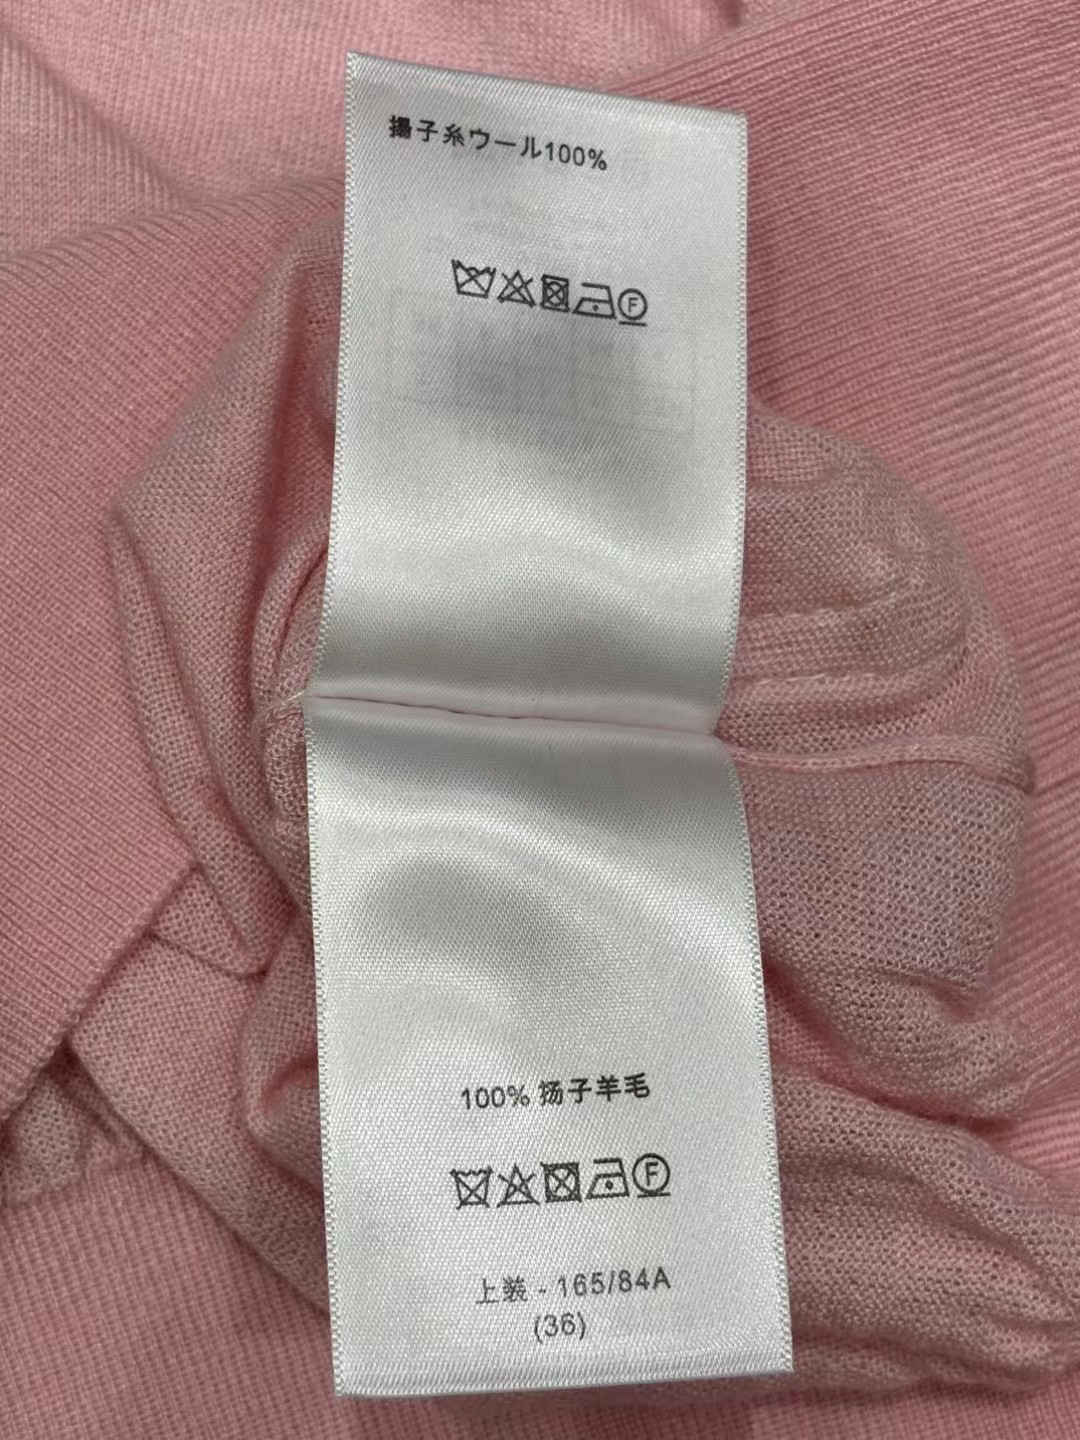 揚子糸ウール100%
F
100% 扬子羊毛
F
上装 - 165/84A
(36)